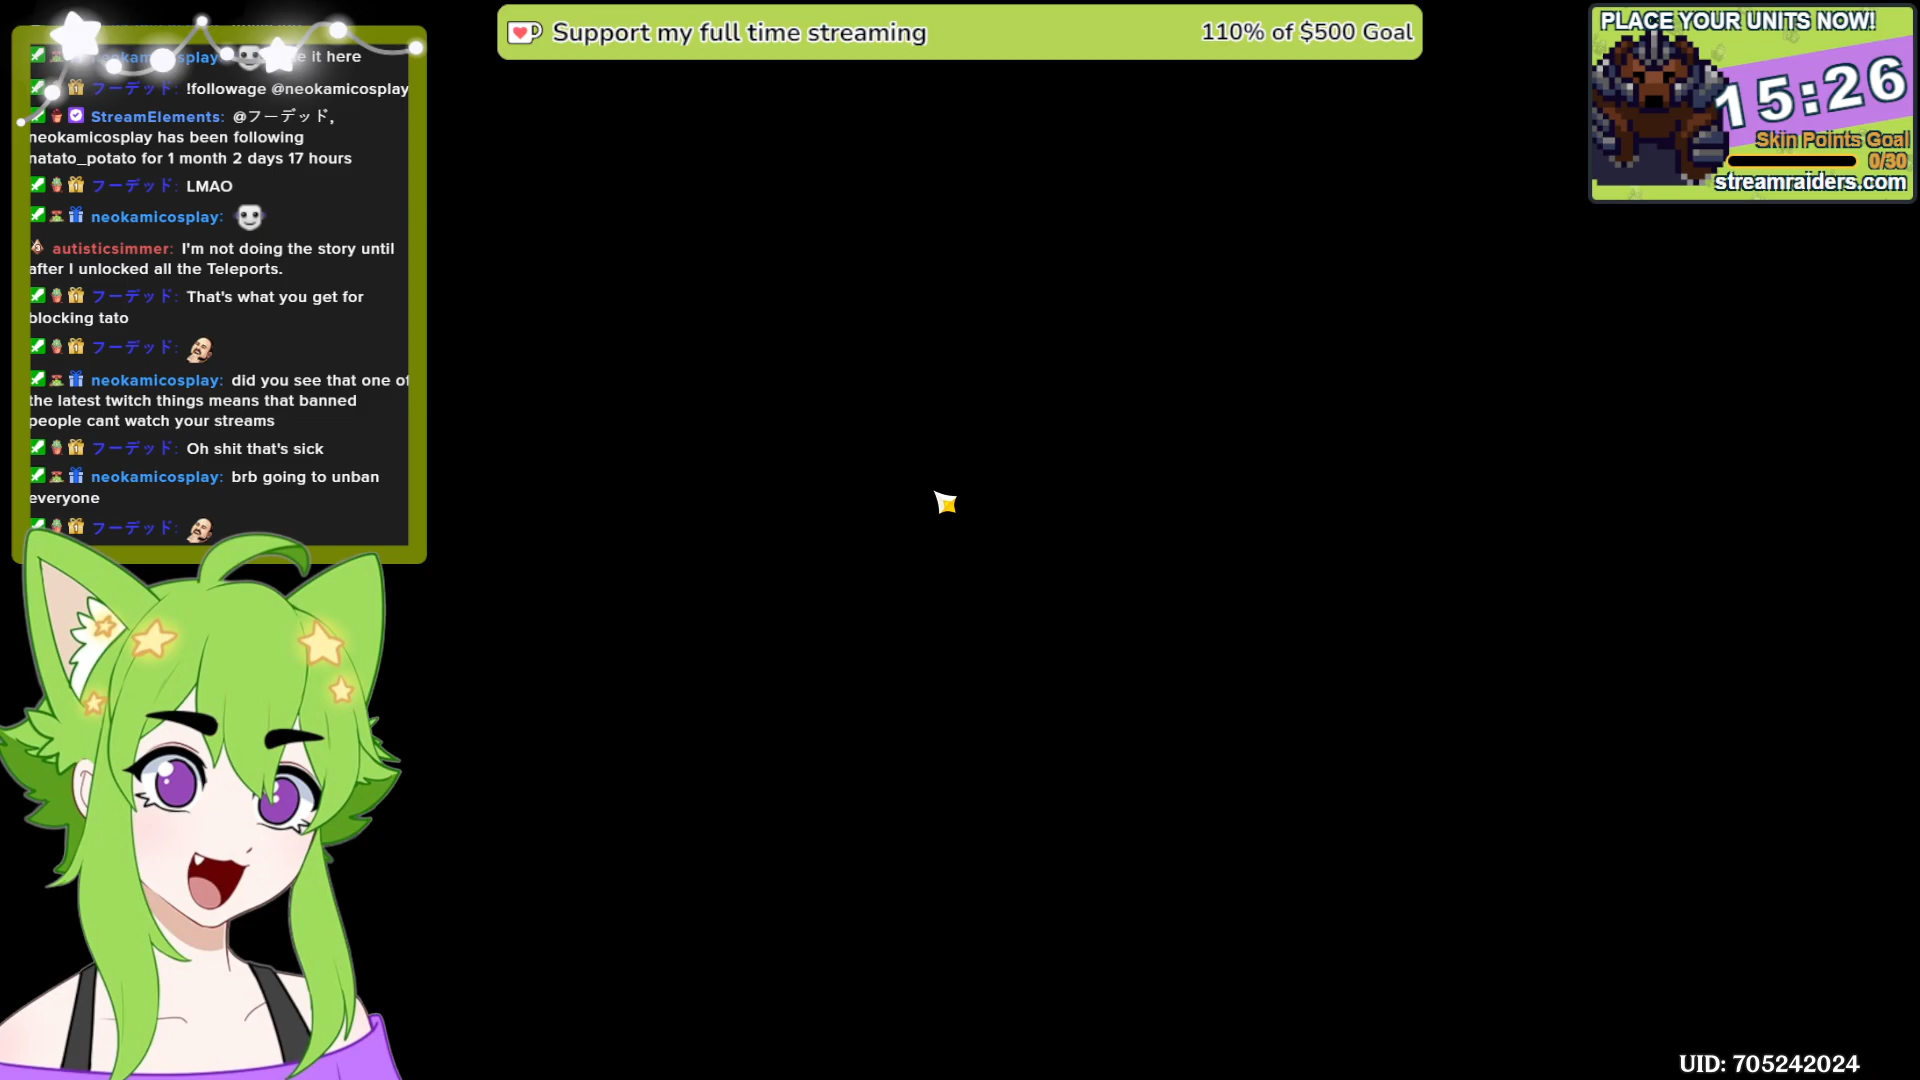 Support my full time streaming 110% of $500 Goal
PLACE YOUR UNITS NOW!
15:26
Skin Points Goal
0/30
streamraiders.com
neokamicosplay: it here
フーデッド: !followage @neokamicosplay
StreamElements: @フーデッド,
neokamicosplay has been following
natato_potato for 1 month 2 days 17 hours
フーデッド: LMAO
neokamicosplay:
autisticsimmer: I'm not doing the story until
after I unlocked all the Teleports.
フーデッド: That's what you get for
blocking tato
フーデッド:
neokamicosplay: did you see that one of
the latest twitch things means that banned
people cant watch your streams
フーデッド: Oh shit that's sick
neokamicosplay: brb going to unban
everyone
フーデッド:
UID: 705242024